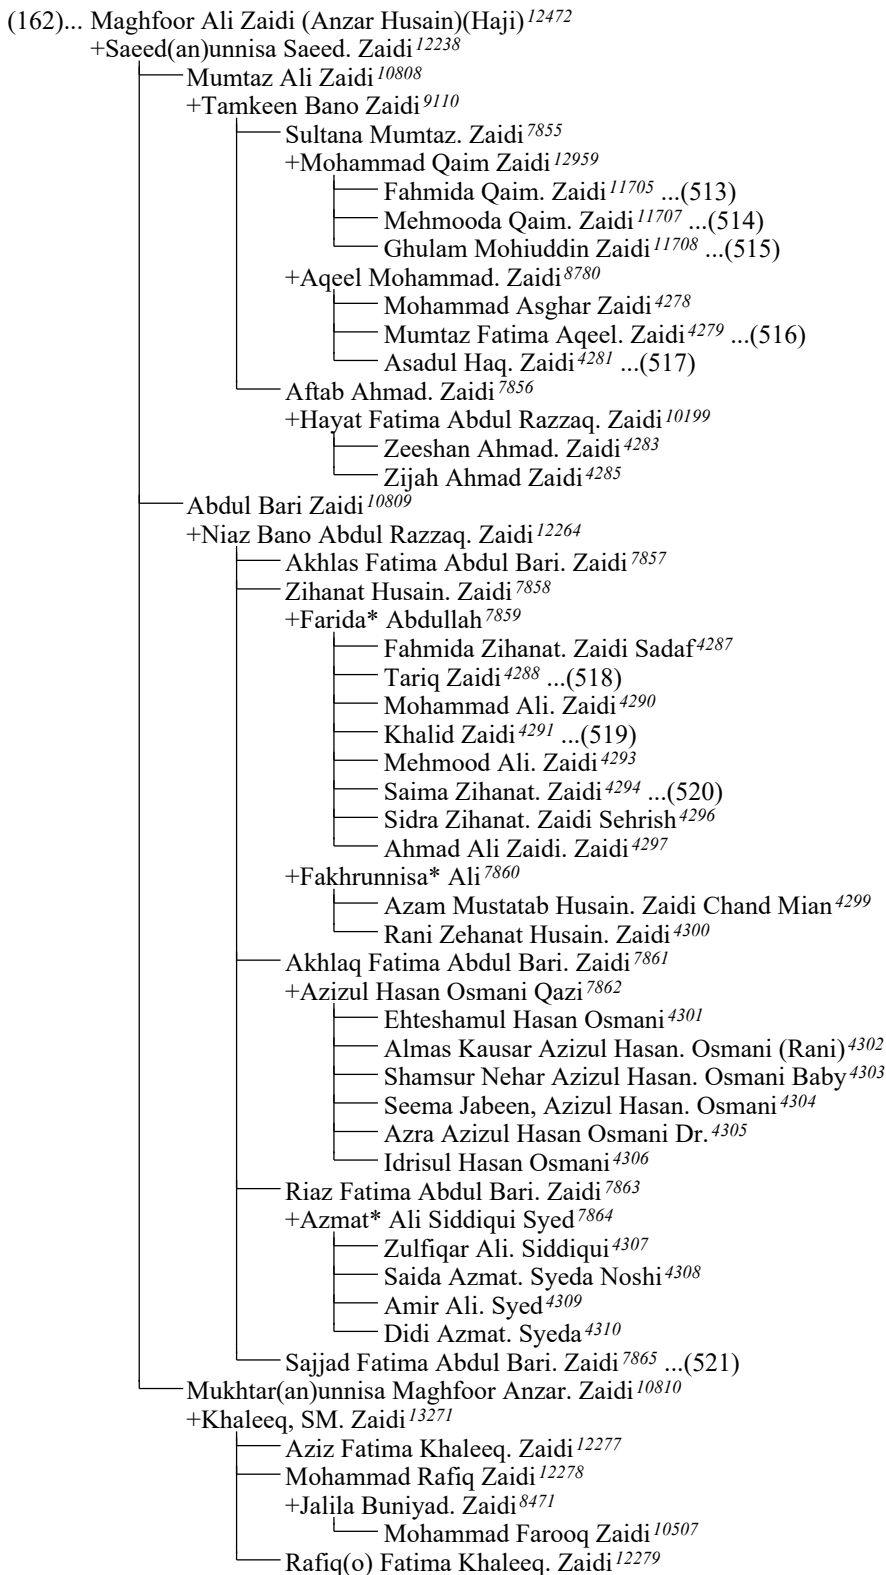 (162)... Maghfoor Ali Zaidi (Anzar Husain)(Haji) 12472
+Saeed(an)unnisa Saeed. Zaidi 12238
Mumtaz Ali Zaidi 10808
+Tamkeen Bano Zaidi 9110
Sultana Mumtaz. Zaidi 7855
+Mohammad Qaim Zaidi 12959
Fahmida Qaim. Zaidi 11705 ...(513)
Mehmooda Qaim. Zaidi 11707 ...(514)
Ghulam Mohiuddin Zaidi 11708 ...(515)
+Aqeel Mohammad. Zaidi 8780
Mohammad Asghar Zaidi 4278
Mumtaz Fatima Aqeel. Zaidi 4279 ...(516)
Asadul Haq. Zaidi 4281 ...(517)
Aftab Ahmad. Zaidi 7856
+Hayat Fatima Abdul Razzaq. Zaidi 10199
Zeeshan Ahmad. Zaidi 4283
Zijah Ahmad Zaidi 4285
Abdul Bari Zaidi 10809
+Niaz Bano Abdul Razzaq. Zaidi 12264
Akhlas Fatima Abdul Bari. Zaidi 7857
Zihanat Husain. Zaidi 7858
+Farida* Abdullah 7859
Fahmida Zihanat. Zaidi Sadaf 4287
Tariq Zaidi 4288 ...(518)
Mohammad Ali. Zaidi 4290
Khalid Zaidi 4291 ...(519)
Mehmood Ali. Zaidi 4293
Saima Zihanat. Zaidi 4294 ...(520)
Sidra Zihanat. Zaidi Sehrish 4296
Ahmad Ali Zaidi. Zaidi 4297
+Fakhrunnisa* Ali 7860
Azam Mustatab Husain. Zaidi Chand Mian 4299
Rani Zehanat Husain. Zaidi 4300
Akhlaq Fatima Abdul Bari. Zaidi 7861
+Azizul Hasan Osmani Qazi 7862
Ehteshamul Hasan Osmani 4301
Almas Kausar Azizul Hasan. Osmani (Rani) 4302
Shamsur Nehar Azizul Hasan. Osmani Baby 4303
Seema Jabeen, Azizul Hasan. Osmani 4304
Azra Azizul Hasan Osmani Dr. 4305
Idrisul Hasan Osmani 4306
Riaz Fatima Abdul Bari. Zaidi 7863
+Azmat* Ali Siddiqui Syed 7864
Zulfiqar Ali. Siddiqui 4307
Saida Azmat. Syeda Noshi 4308
Amir Ali. Syed 4309
Didi Azmat. Syeda 4310
Sajjad Fatima Abdul Bari. Zaidi 7865 ...(521)
Mukhtar(an)unnisa Maghfoor Anzar. Zaidi 10810
+Khaleeq, SM. Zaidi 13271
Aziz Fatima Khaleeq. Zaidi 12277
Mohammad Rafiq Zaidi 12278
+Jalila Buniyad. Zaidi 8471
Mohammad Farooq Zaidi 10507
Rafiq(o) Fatima Khaleeq. Zaidi 12279